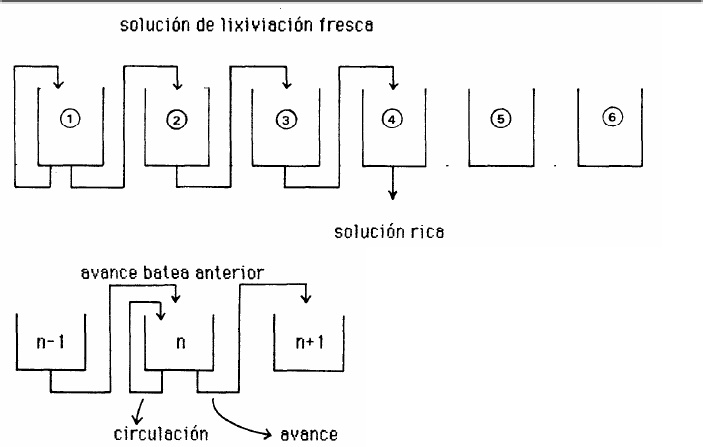 solución de lixiviación fresca
1 2 3 4 5 6
solución rica
avance batea anterior
n-1 n n+1
circulación avance